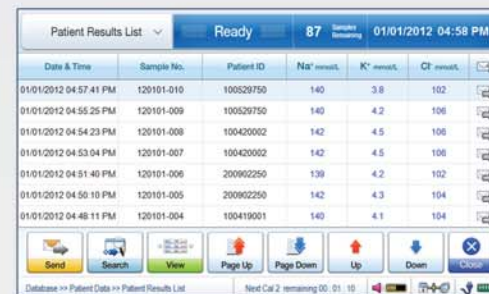 Patient Results List Ready 87 Samples Remaining 01/01/2012 04:58 PM
Date & Time Sample No. Patient ID Na⁺ mmol/L K⁺ mmol/L Cl⁻ mmol/L
01/01/2012 04:57:41 PM 120101-010 100529750 140 3.8 102
01/01/2012 04:55:25 PM 120101-009 100529750 140 4.2 106
01/01/2012 04:54:23 PM 120101-008 100420002 142 4.5 106
01/01/2012 04:53:04 PM 120101-007 100420002 142 4.5 106
01/01/2012 04:51:40 PM 120101-006 200902250 139 4.2 102
01/01/2012 04:50:10 PM 120101-005 200902250 142 4.3 104
01/01/2012 04:48:11 PM 120101-004 100419001 140 4.1 104
Send Search View Page Up Page Down Up Down Close
Database >> Patient Data >> Patient Results List Next Cal 2 remaining 00 : 01 : 10